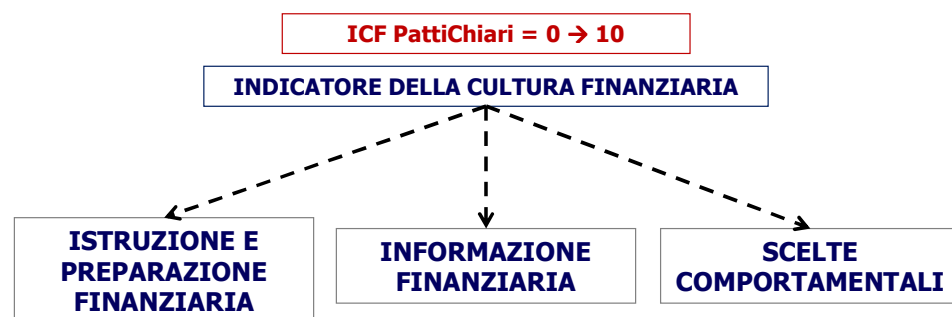 ICF PattiChiari = 0 → 10
INDICATORE DELLA CULTURA FINANZIARIA
ISTRUZIONE E
PREPARAZIONE
FINANZIARIA
INFORMAZIONE
FINANZIARIA
SCELTE
COMPORTAMENTALI